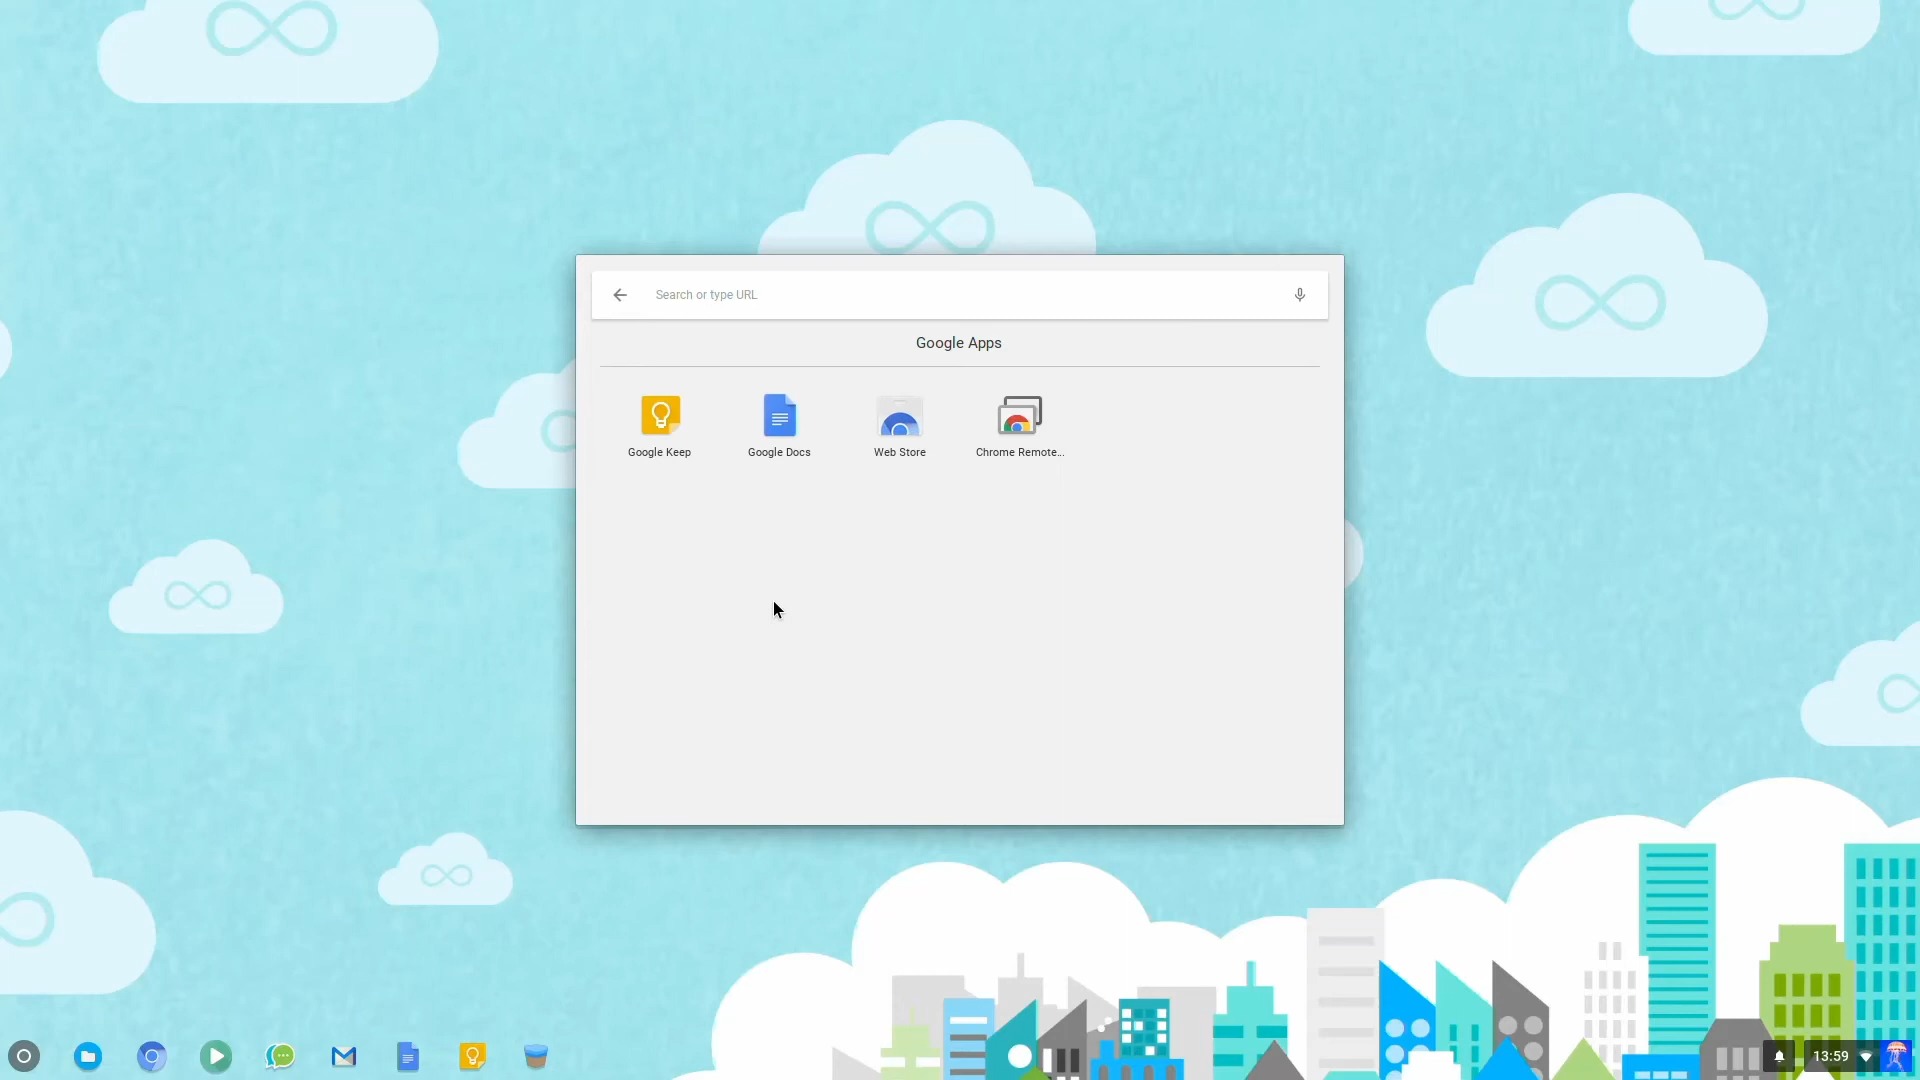 Search or type URL
Google Apps
Google Keep
Google Docs
Web Store
Chrome Remote...
13:59